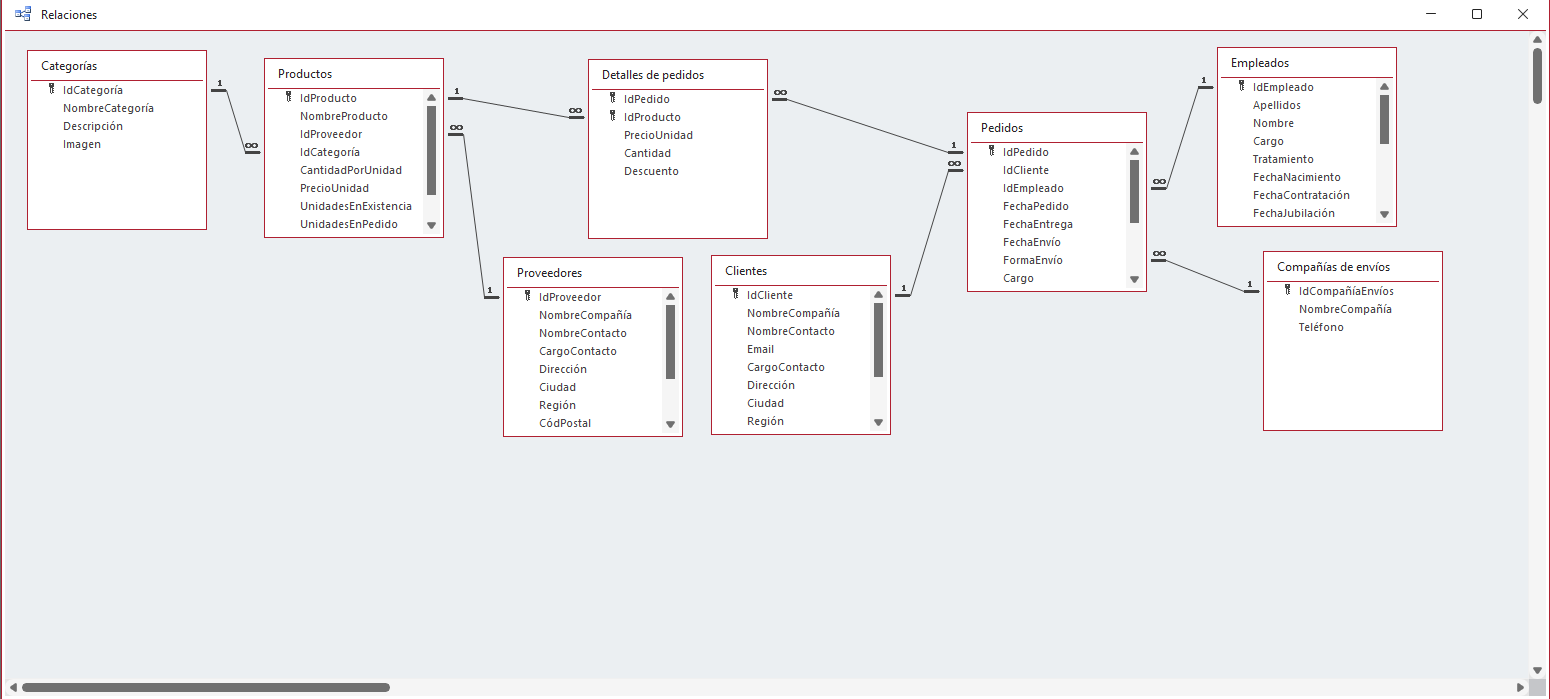 Relaciones
Categorías
IdCategoría
NombreCategoría
Descripción
Imagen
1
∞
Productos
IdProducto
NombreProducto
IdProveedor
IdCategoría
CantidadPorUnidad
PrecioUnidad
UnidadesEnExistencia
UnidadesEnPedido
1
∞
∞
1
Detalles de pedidos
IdPedido
IdProducto
PrecioUnidad
Cantidad
Descuento
∞
1
Proveedores
IdProveedor
NombreCompañía
NombreContacto
CargoContacto
Dirección
Ciudad
Región
CódPostal
Clientes
IdCliente
NombreCompañía
NombreContacto
Email
CargoContacto
Dirección
Ciudad
Región
1
∞
Pedidos
IdPedido
IdCliente
IdEmpleado
FechaPedido
FechaEntrega
FechaEnvío
FormaEnvío
Cargo
∞
1
∞
1
Empleados
IdEmpleado
Apellidos
Nombre
Cargo
Tratamiento
FechaNacimiento
FechaContratación
FechaJubilación
Compañías de envíos
IdCompañíaEnvíos
NombreCompañía
Teléfono